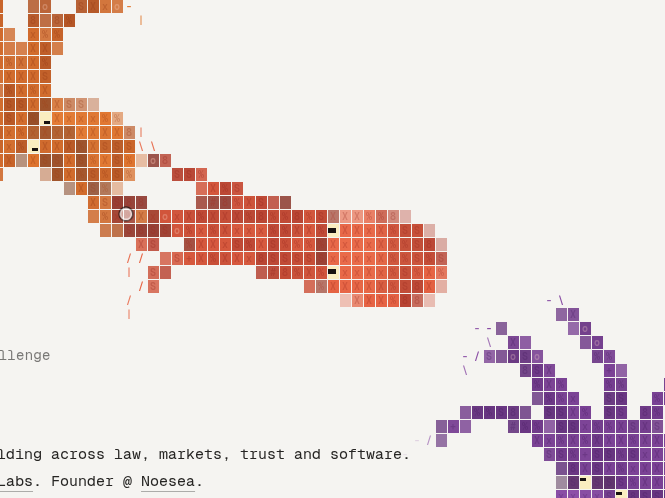 llenge
lding across law, markets, trust and software.
Labs. Founder @ Noesea.